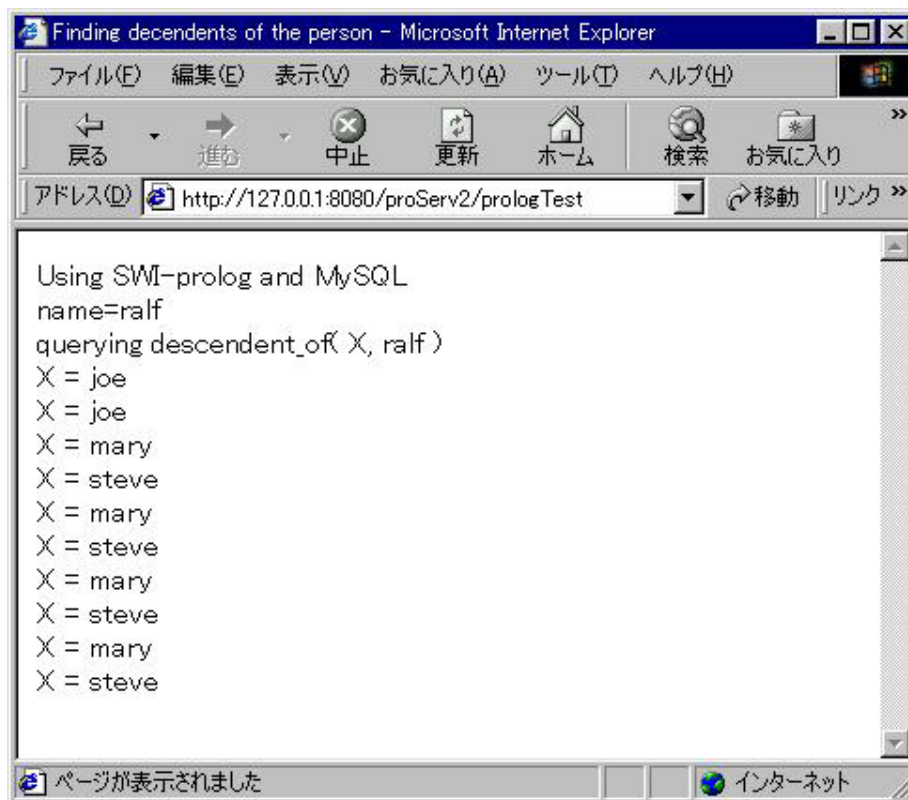 Finding decendents of the person - Microsoft Internet Explorer
ファイル(F) 編集(E) 表示(V) お気に入り(A) ツール(T) ヘルプ(H)
戻る 進む 中止 更新 ホーム 検索 お気に入り »
アドレス(D) http://127.0.0.1:8080/proServ2/prologTest 移動 リンク »
Using SWI-prolog and MySQL
name=ralf
querying descendent_of( X, ralf )
X = joe
X = joe
X = mary
X = steve
X = mary
X = steve
X = mary
X = steve
X = mary
X = steve
ページが表示されました インターネット